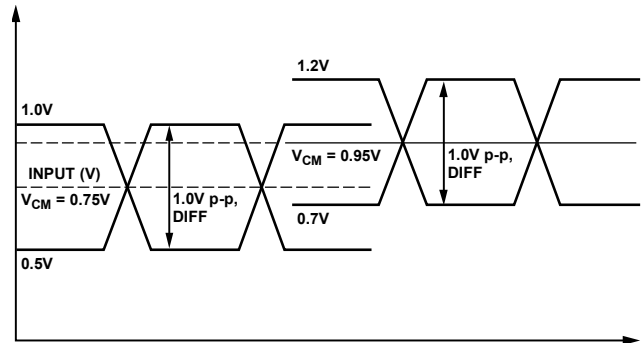 1.2V
1.0V
V_CM = 0.95V
INPUT (V)
1.0V p-p,
DIFF
V_CM = 0.75V
1.0V p-p,
DIFF
0.7V
0.5V